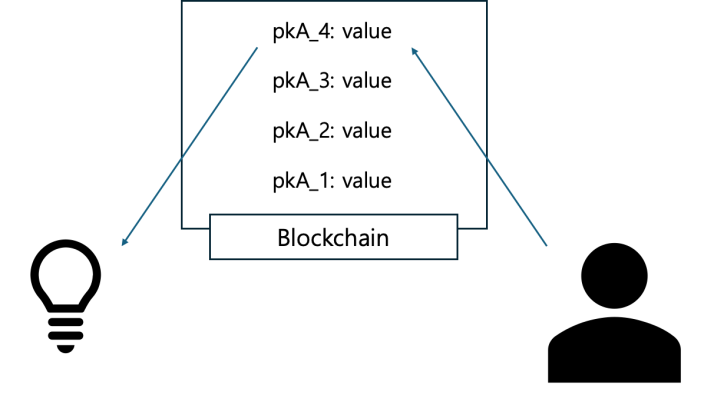 pkA_4: value
pkA_3: value
pkA_2: value
pkA_1: value
Blockchain